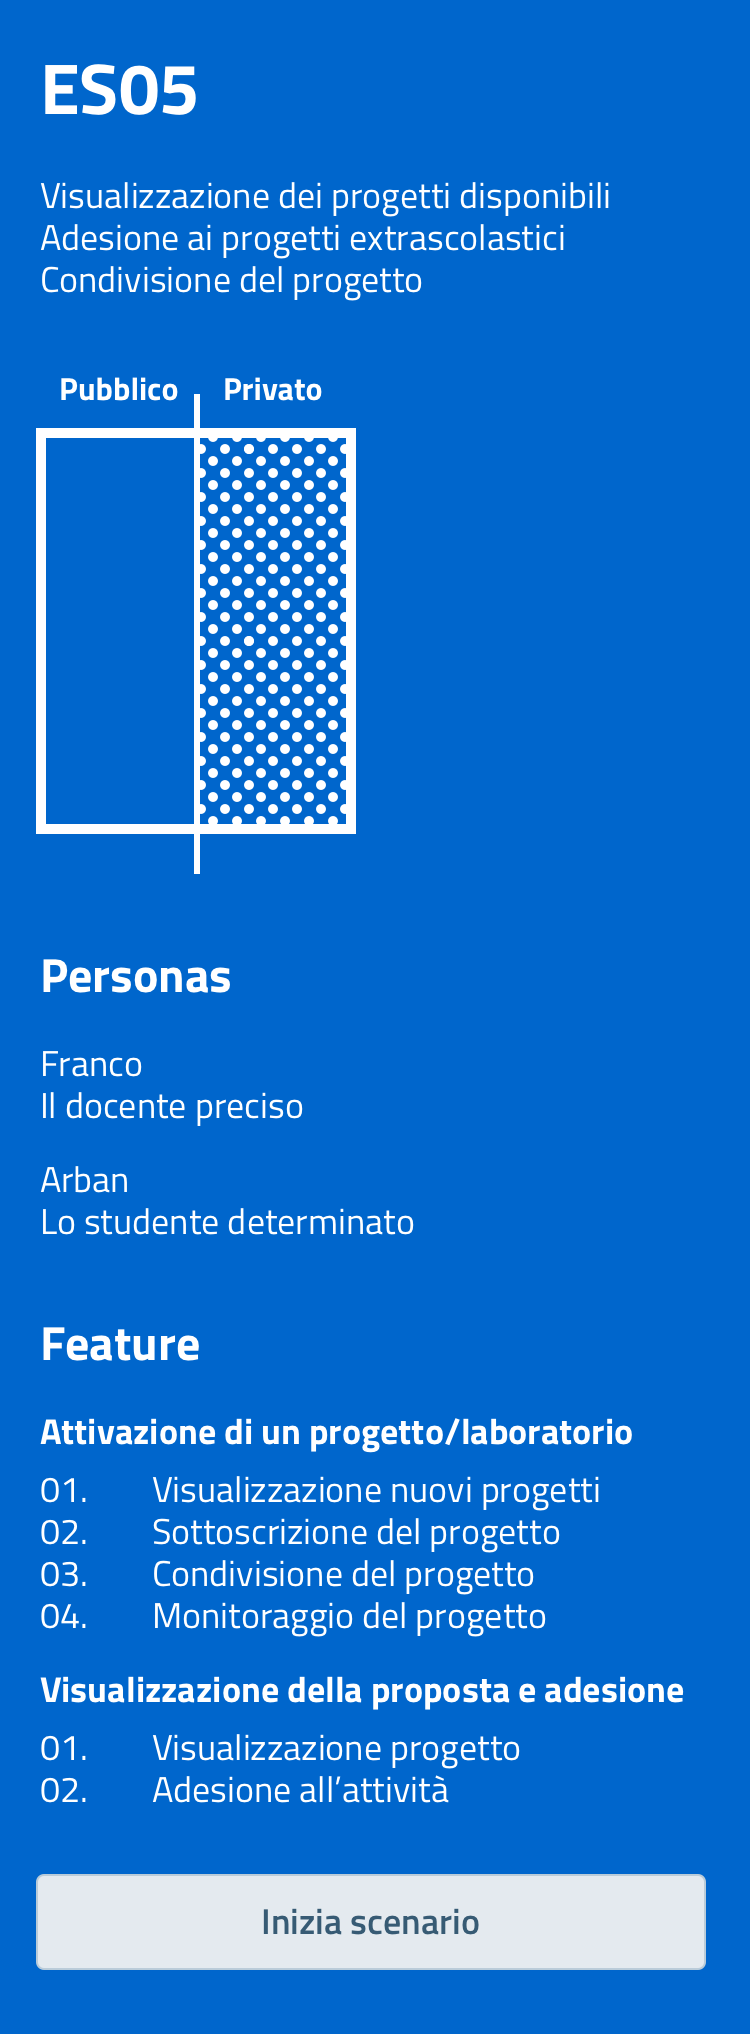 ES05
Visualizzazione dei progetti disponibili
Adesione ai progetti extrascolastici
Condivisione del progetto
Pubblico Privato
Personas
Franco
Il docente preciso
Arban
Lo studente determinato
Feature
Attivazione di un progetto/laboratorio
01. Visualizzazione nuovi progetti
02. Sottoscrizione del progetto
03. Condivisione del progetto
04. Monitoraggio del progetto
Visualizzazione della proposta e adesione
01. Visualizzazione progetto
02. Adesione all’attività
Inizia scenario